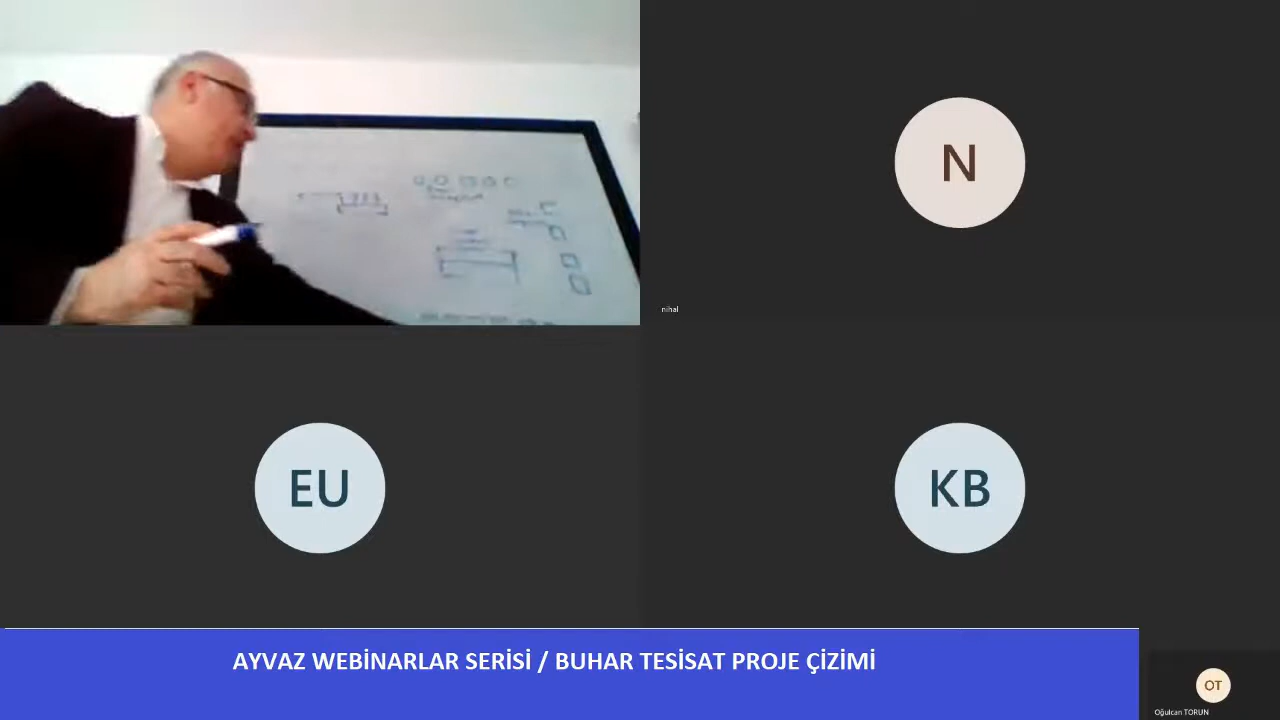 N
nihal
EU
KB
AYVAZ WEBİNARLAR SERİSİ / BUHAR TESİSAT PROJE ÇİZİMİ
OT
Oğulcan TORUN